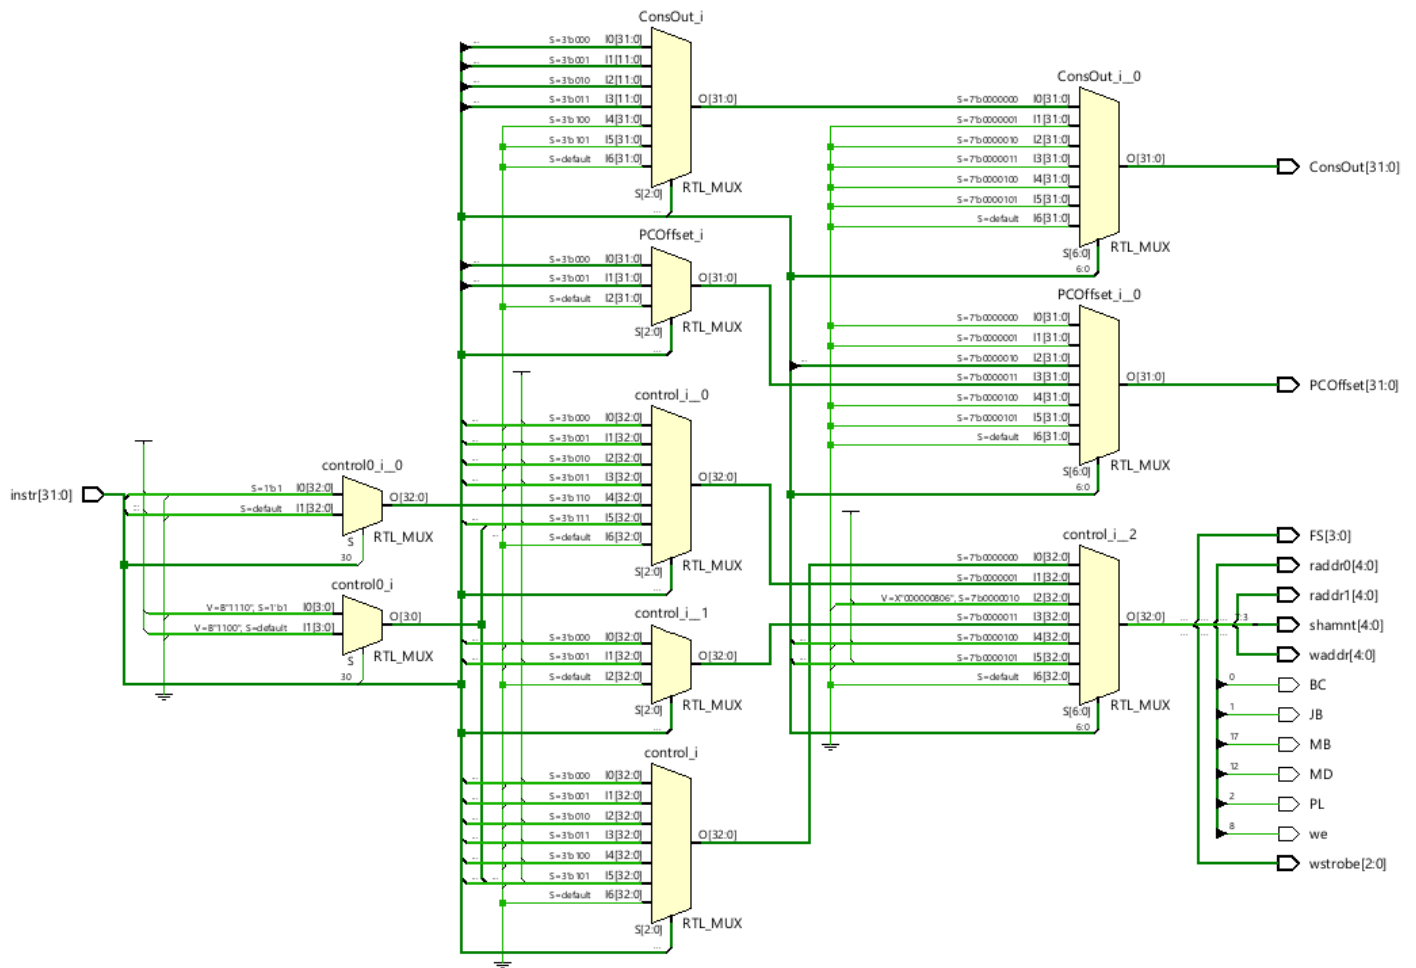 ConsOut_i
S=3'b000 I0[31:0]
S=3'b001 I1[11:0]
S=3'b010 I2[11:0]
S=3'b011 I3[11:0]
S=3'b100 I4[31:0]
S=3'b101 I5[31:0]
S=default I6[31:0]
O[31:0]
S[2:0]
RTL_MUX
ConsOut_i__0
S=7'b0000000 I0[31:0]
S=7'b0000001 I1[31:0]
S=7'b0000010 I2[31:0]
S=7'b0000011 I3[31:0]
S=7'b0000100 I4[31:0]
S=7'b0000101 I5[31:0]
S=default I6[31:0]
O[31:0]
S[6:0]
6:0
RTL_MUX
ConsOut[31:0]
PCOffset_i
S=3'b000 I0[31:0]
S=3'b001 I1[31:0]
S=default I2[31:0]
O[31:0]
S[2:0]
RTL_MUX
PCOffset_i__0
S=7'b0000000 I0[31:0]
S=7'b0000001 I1[31:0]
S=7'b0000010 I2[31:0]
S=7'b0000011 I3[31:0]
S=7'b0000100 I4[31:0]
S=7'b0000101 I5[31:0]
S=default I6[31:0]
O[31:0]
S[6:0]
6:0
RTL_MUX
PCOffset[31:0]
instr[31:0]
control0_i__0
S=1'b1 I0[32:0]
S=default I1[32:0]
O[32:0]
S
30
RTL_MUX
control0_i
V=B"1110", S=1'b1 I0[3:0]
V=B"1100", S=default I1[3:0]
O[3:0]
S
30
RTL_MUX
control_i__0
S=3'b000 I0[32:0]
S=3'b001 I1[32:0]
S=3'b010 I2[32:0]
S=3'b011 I3[32:0]
S=3'b110 I4[32:0]
S=3'b111 I5[32:0]
S=default I6[32:0]
O[32:0]
S[2:0]
RTL_MUX
control_i__1
S=3'b000 I0[32:0]
S=3'b001 I1[32:0]
S=default I2[32:0]
O[32:0]
S[2:0]
RTL_MUX
control_i
S=3'b000 I0[32:0]
S=3'b001 I1[32:0]
S=3'b010 I2[32:0]
S=3'b011 I3[32:0]
S=3'b100 I4[32:0]
S=3'b101 I5[32:0]
S=default I6[32:0]
O[32:0]
S[2:0]
RTL_MUX
control_i__2
S=7'b0000000 I0[32:0]
S=7'b0000001 I1[32:0]
V=X"000000806", S=7'b0000010 I2[32:0]
S=7'b0000011 I3[32:0]
S=7'b0000100 I4[32:0]
S=7'b0000101 I5[32:0]
S=default I6[32:0]
O[32:0]
S[6:0]
6:0
RTL_MUX
FS[3:0]
raddr0[4:0]
raddr1[4:0]
7:3 shamnt[4:0]
waddr[4:0]
0 BC
1 JB
17 MB
12 MD
2 PL
8 we
wstrobe[2:0]